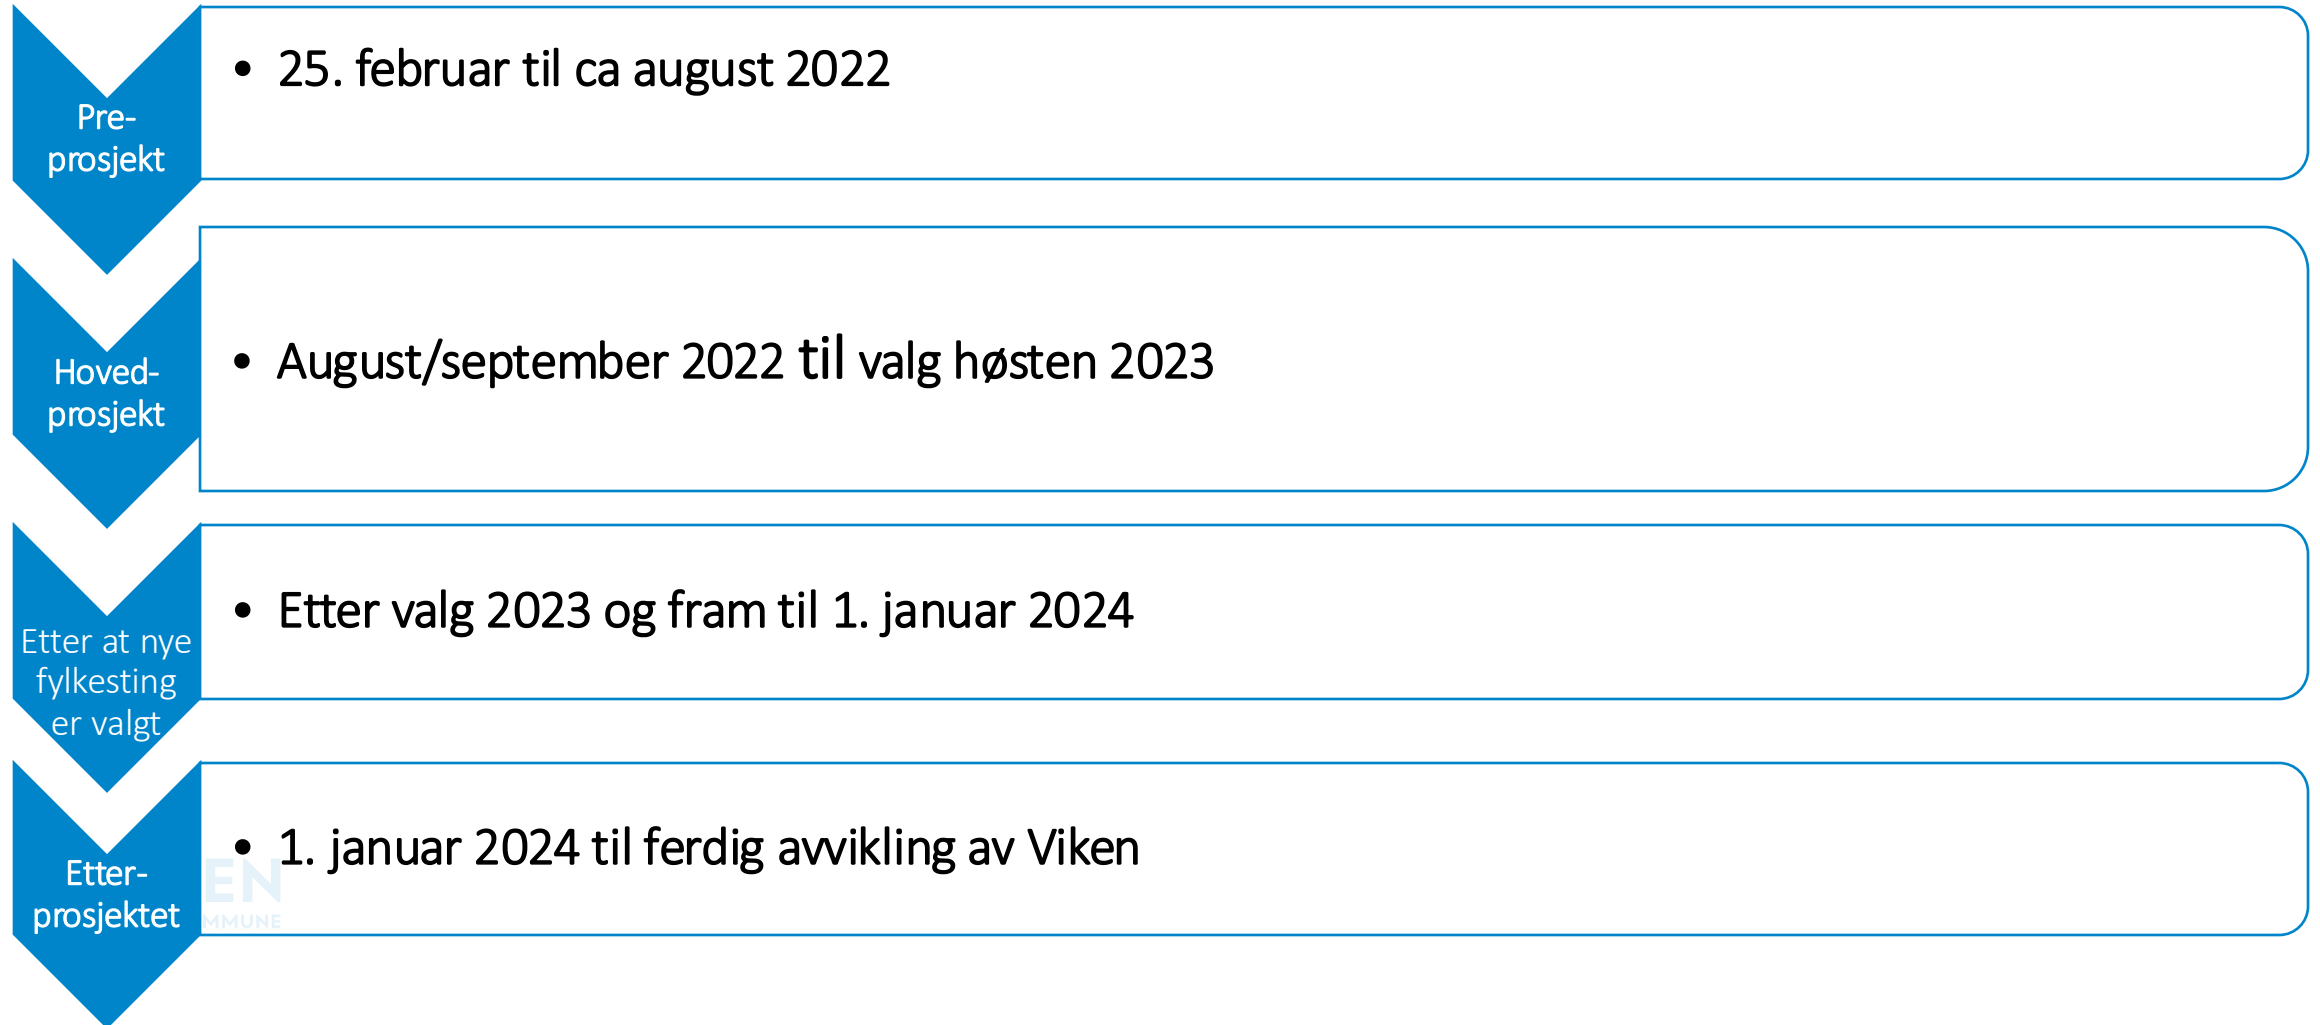 Pre-
prosjekt
• 25. februar til ca august 2022
Hoved-
prosjekt
• August/september 2022 til valg høsten 2023
Etter at nye
fylkesting
er valgt
• Etter valg 2023 og fram til 1. januar 2024
Etter-
prosjektet
• 1. januar 2024 til ferdig avvikling av Viken
EN
MMUNE